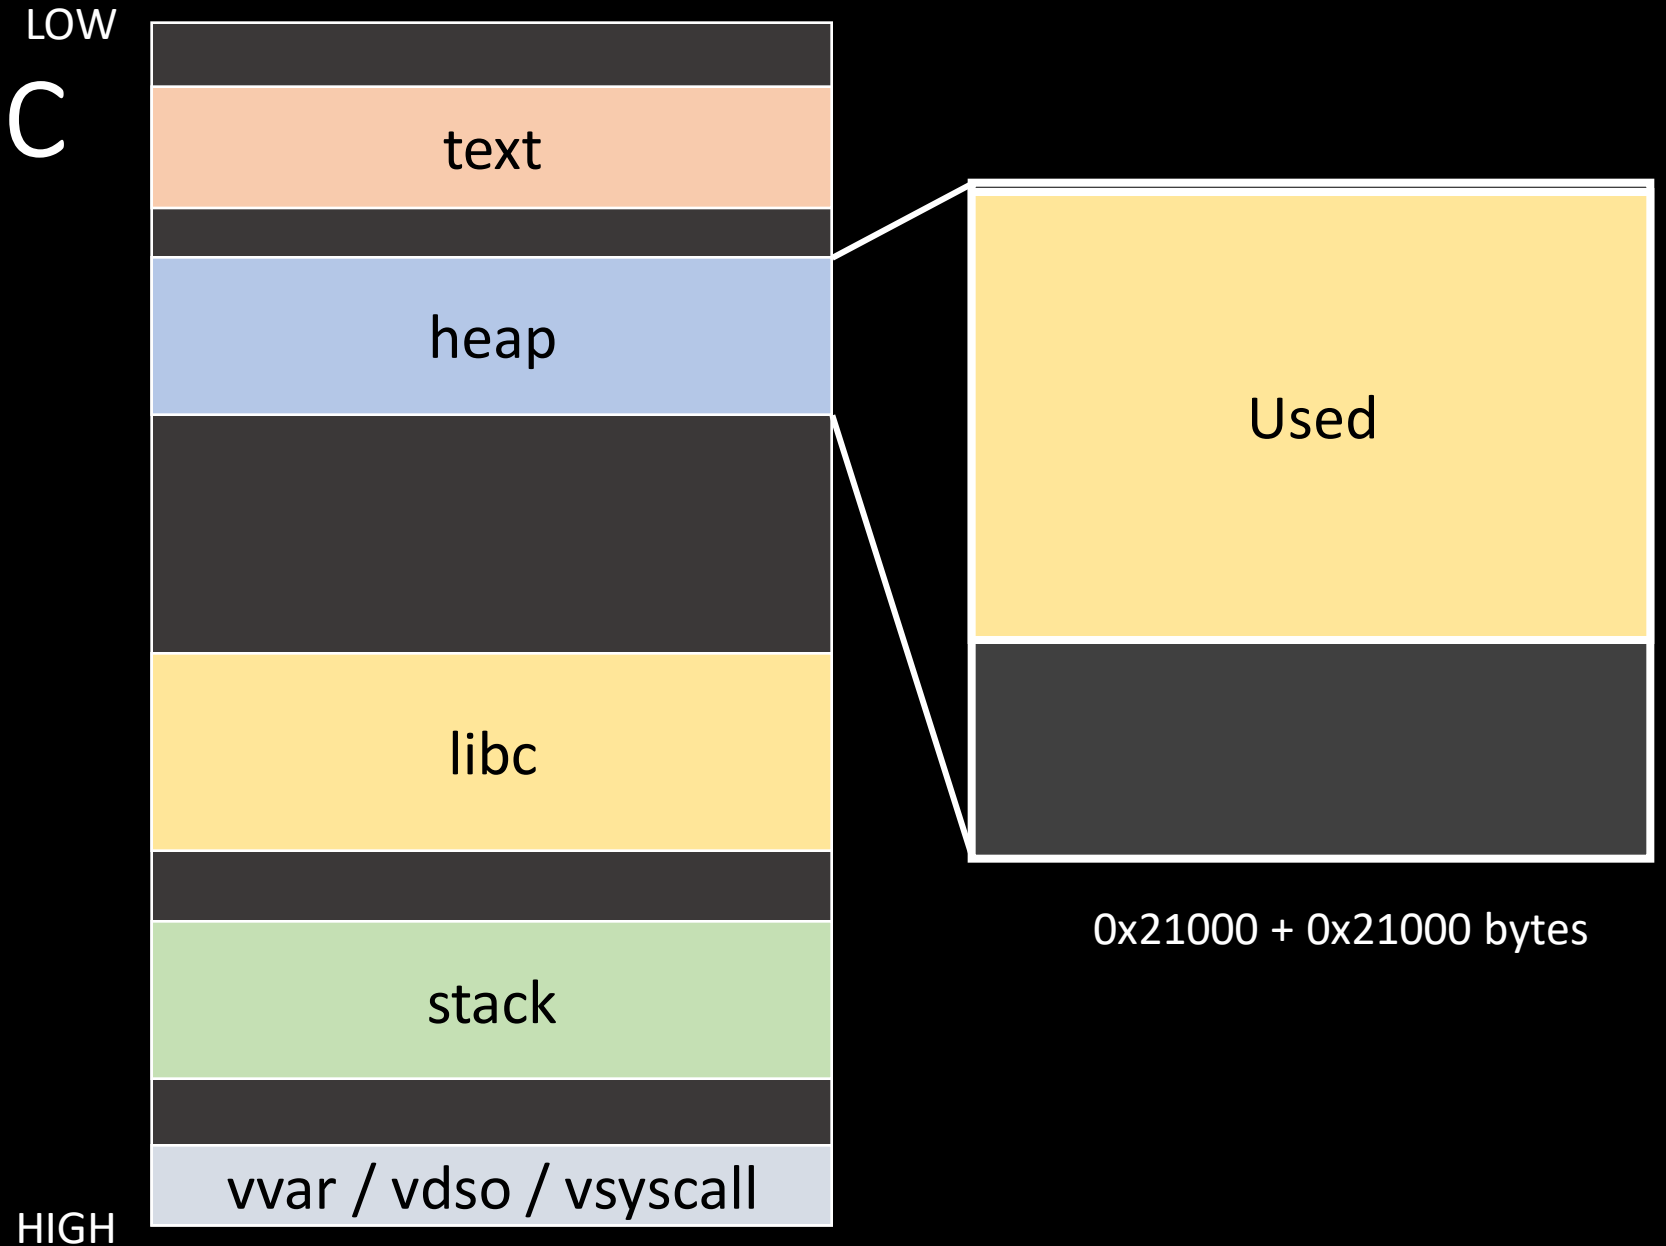 LOW
C
text
heap
Used
libc
0x21000 + 0x21000 bytes
stack
vvar / vdso / vsyscall
HIGH